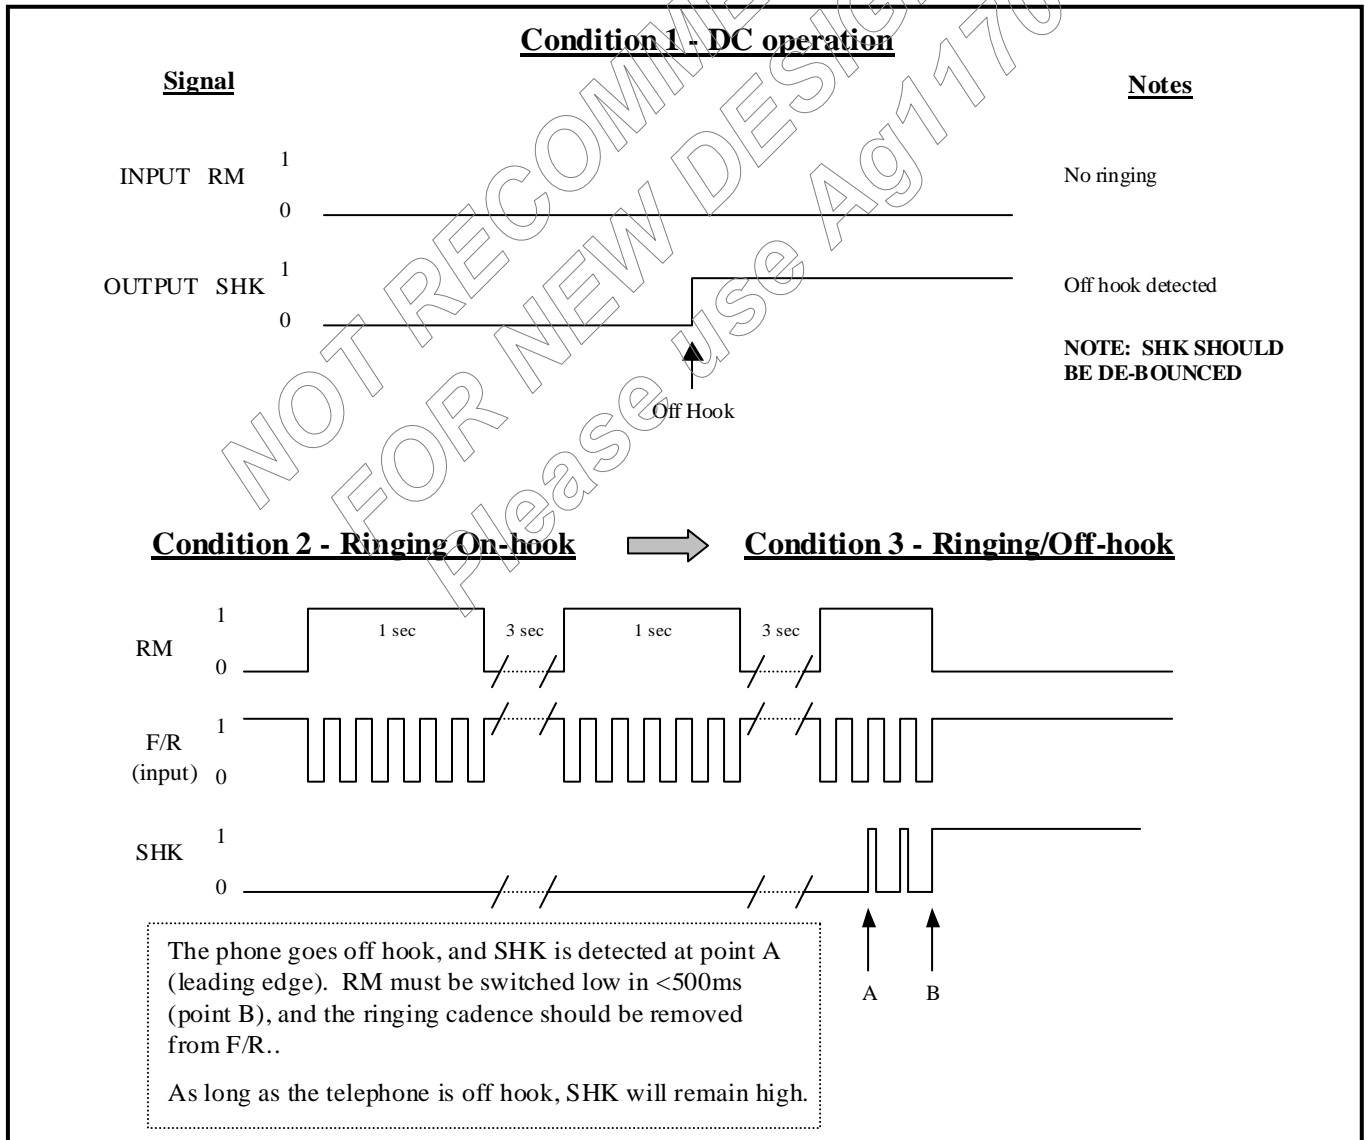 Condition 1 - DC operation
Signal
Notes
INPUT RM
1
0
No ringing
OUTPUT SHK
1
0
Off hook detected
NOTE: SHK SHOULD
BE DE-BOUNCED
Off Hook
NOT RECOMME
FOR NEW DESIG
Please use Ag1170
Condition 2 - Ringing On-hook
Condition 3 - Ringing/Off-hook
RM
1
0
1 sec
3 sec
1 sec
3 sec
F/R
(input)
1
0
SHK
1
0
A
B
The phone goes off hook, and SHK is detected at point A
(leading edge). RM must be switched low in <500ms
(point B), and the ringing cadence should be removed
from F/R..
As long as the telephone is off hook, SHK will remain high.